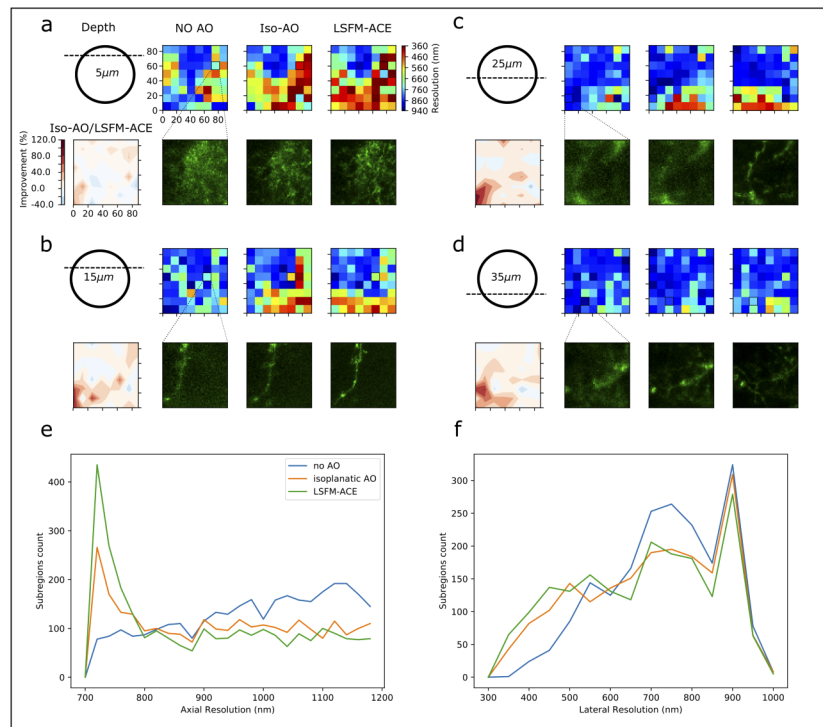 a Depth NO AO Iso-AO LSFM-ACE
5μm
80
60
40
20
0
0 20 40 60 80
360
460
560
660
760
860
940
Resolution (nm)
Iso-AO/LSFM-ACE
120.0
80.0
40.0
0.0
-40.0
Improvement (%)
0 20 40 60 80
b
15μm
c
25μm
d
35μm
e
no AO
isoplanatic AO
LSFM-ACE
400
300
200
100
0
Subregions count
700 800 900 1000 1100 1200
Axial Resolution (nm)
f
300
250
200
150
100
50
0
Subregions count
300 400 500 600 700 800 900 1000
Lateral Resolution (nm)